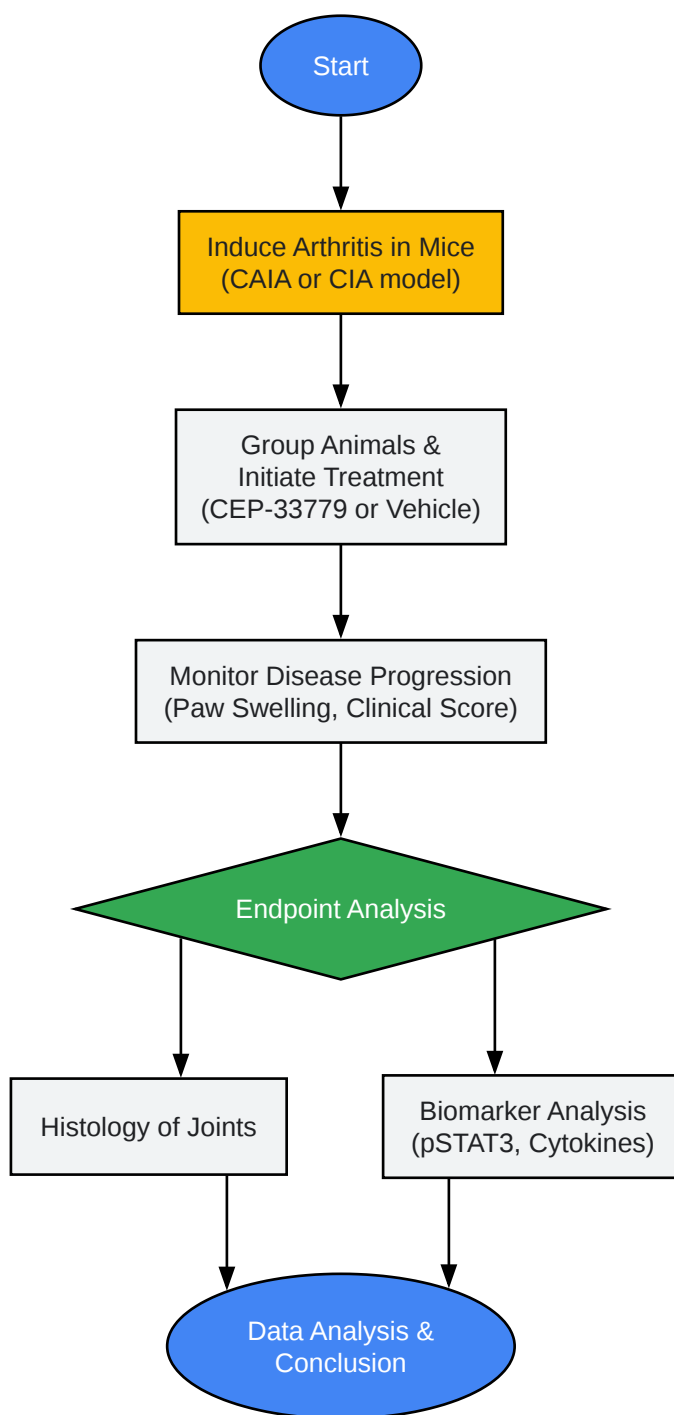 Start
Induce Arthritis in Mice
(CAIA or CIA model)
Group Animals &
Initiate Treatment
(CEP-33779 or Vehicle)
Monitor Disease Progression
(Paw Swelling, Clinical Score)
Endpoint Analysis
Histology of Joints
Biomarker Analysis
(pSTAT3, Cytokines)
Data Analysis &
Conclusion